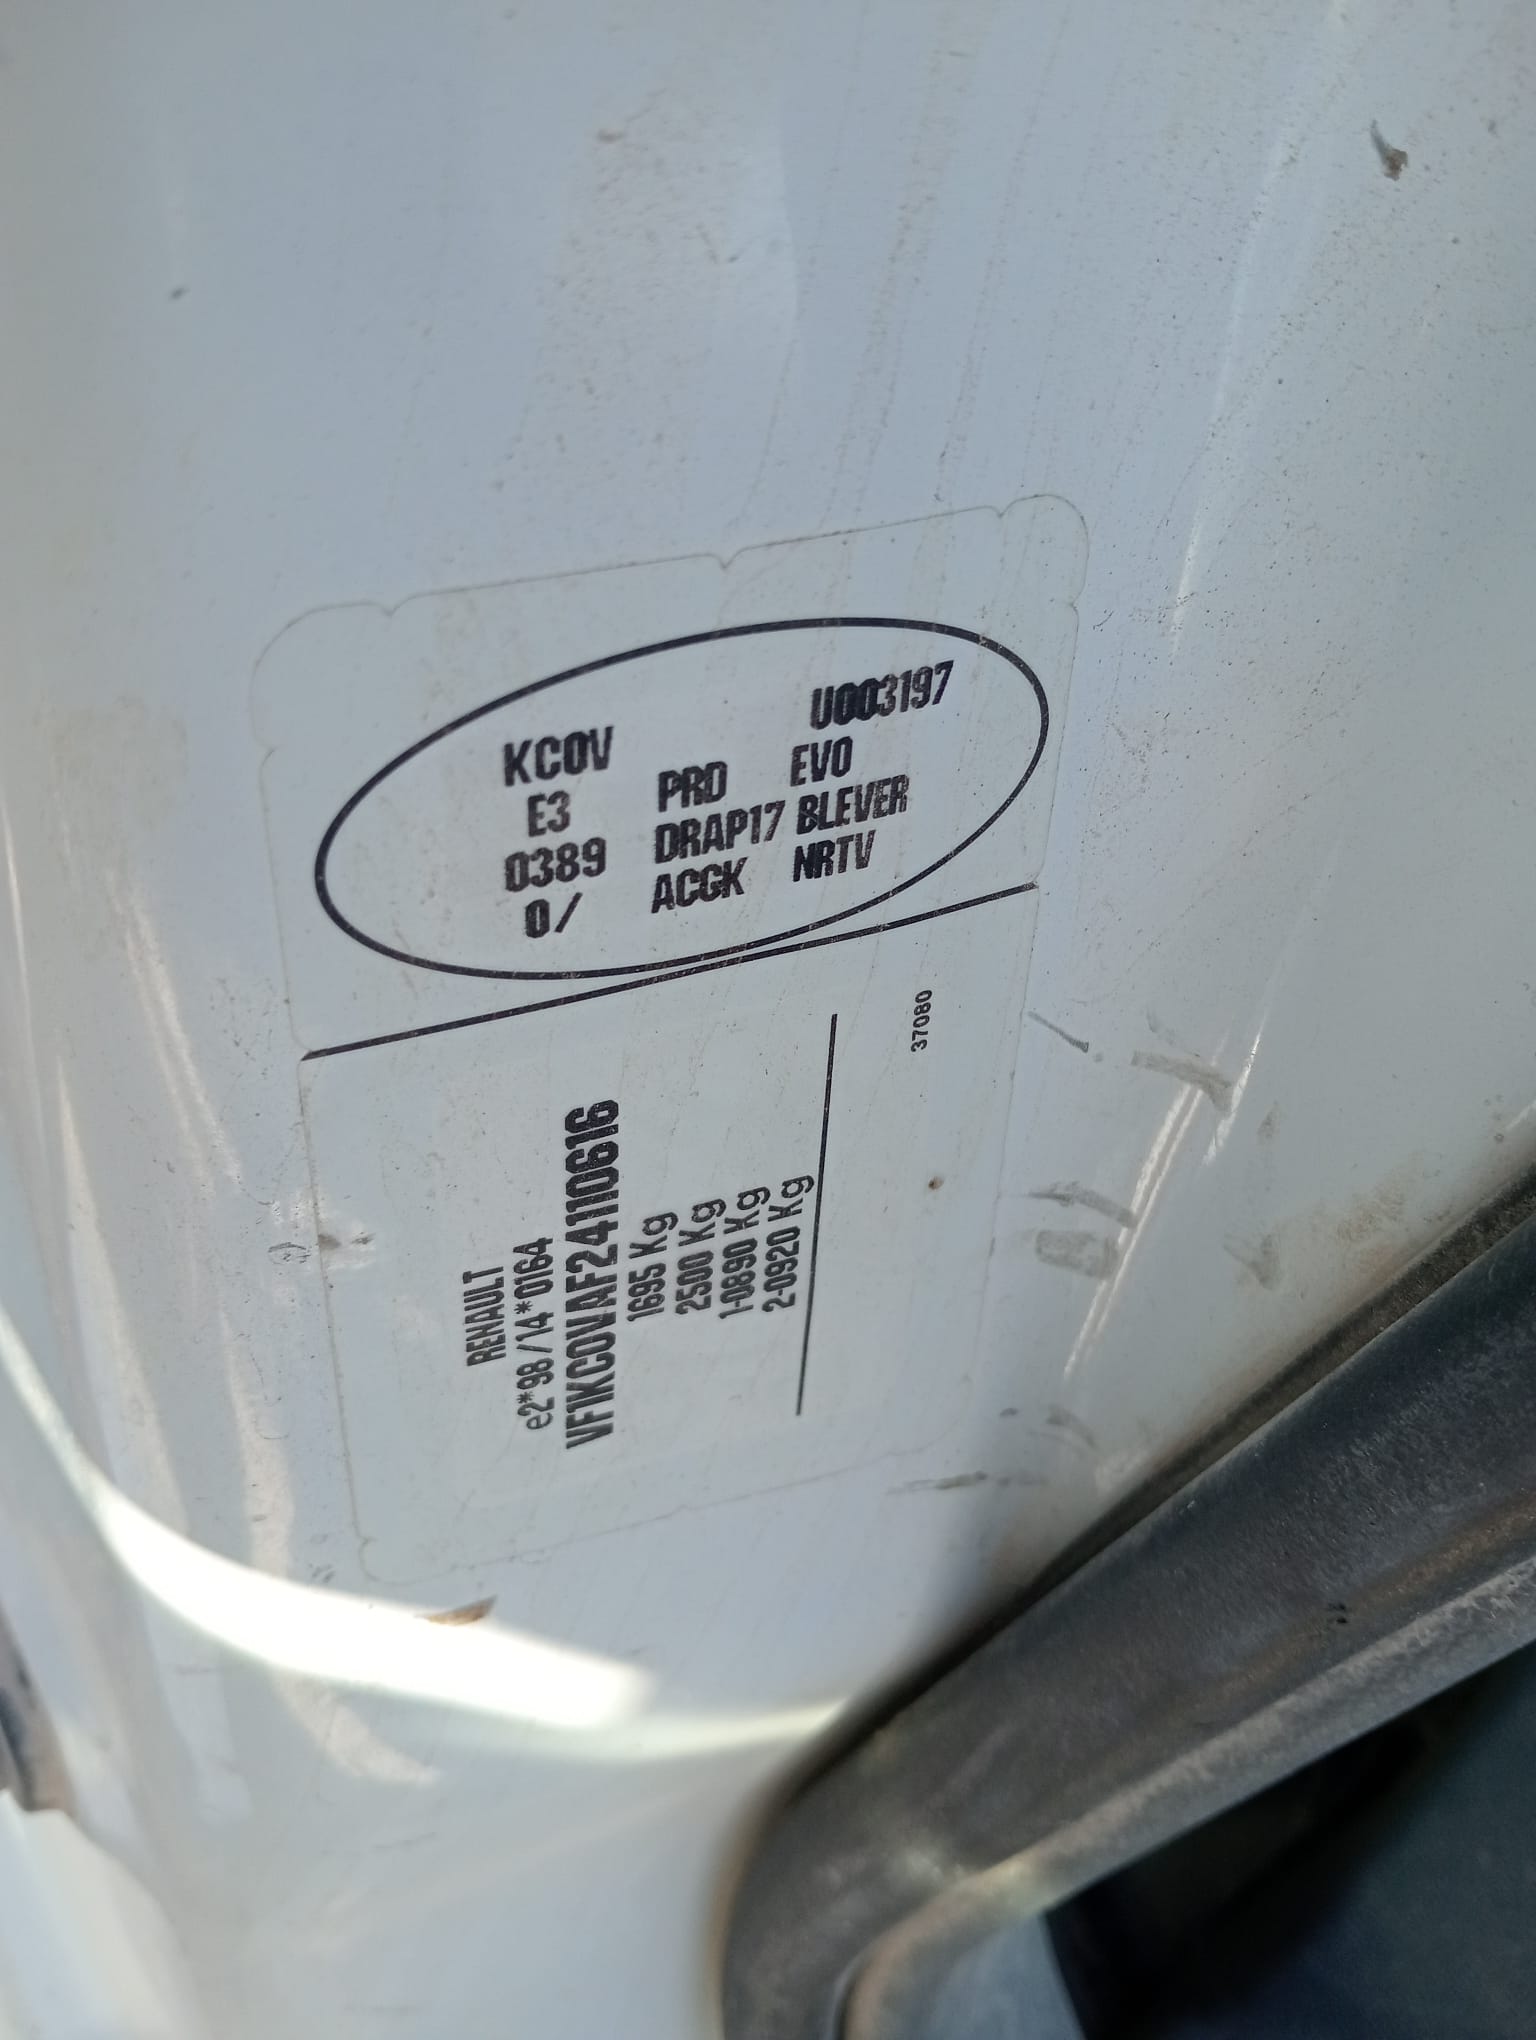 RENAULT
e2*98/14*0164
VF1KC0VAF24110616
1695 Kg
2500 Kg
1-0890 Kg
2-0920 Kg
37080
KC0V
E3
0389
0/
PRD
DRAP17
ACGK
U003197
EVO
BLEVER
NRTV